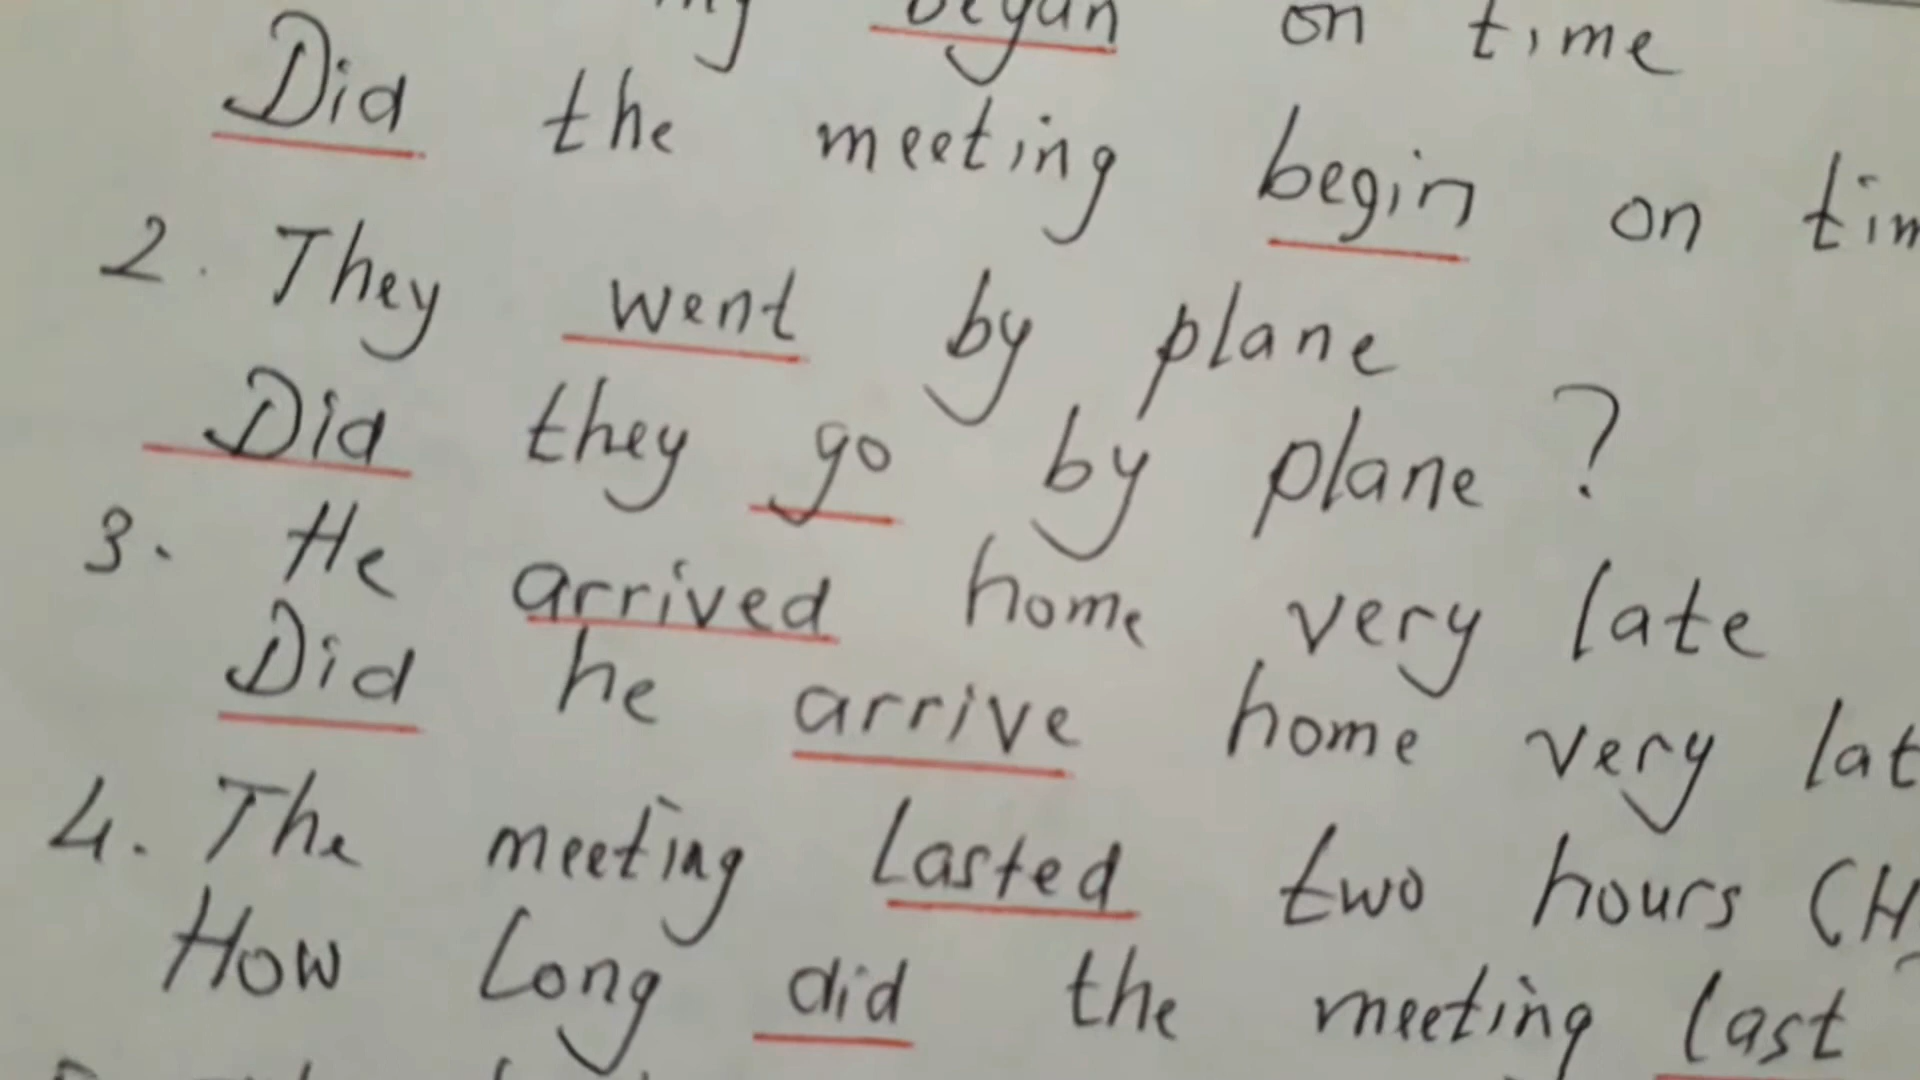 began on time
Did the meeting begin on
2. They went by plane
Did they go by plane ?
3. He arrived home very late
Did he arrive home very
4. The meeting Lasted two hours (H
How Long did the meeting last